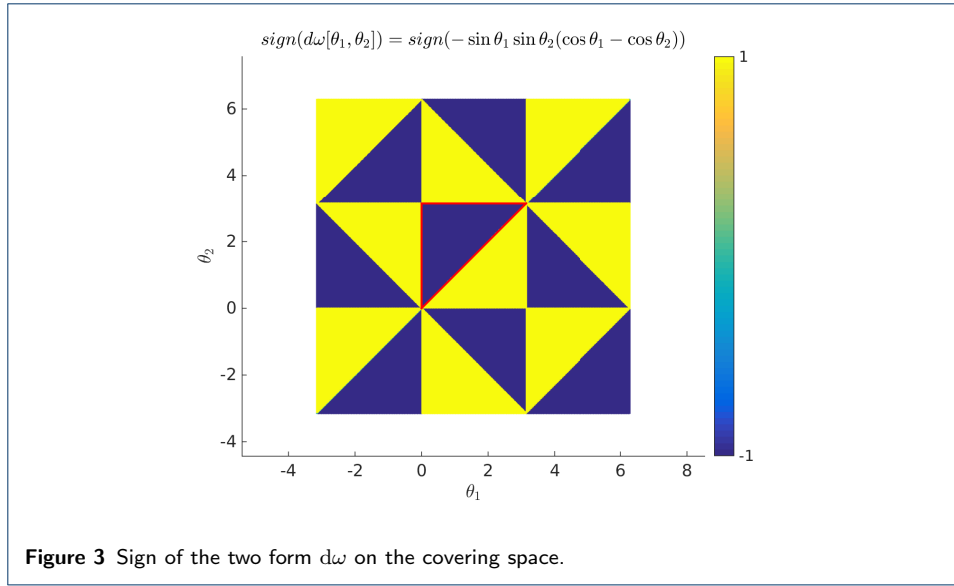 sign(dω[θ₁, θ₂]) = sign(− sin θ₁ sin θ₂(cos θ₁ − cos θ₂))
1
6
4
2
0
-2
-4
θ₂
-1
-4 -2 0 2 4 6 8
θ₁
Figure 3 Sign of the two form dω on the covering space.